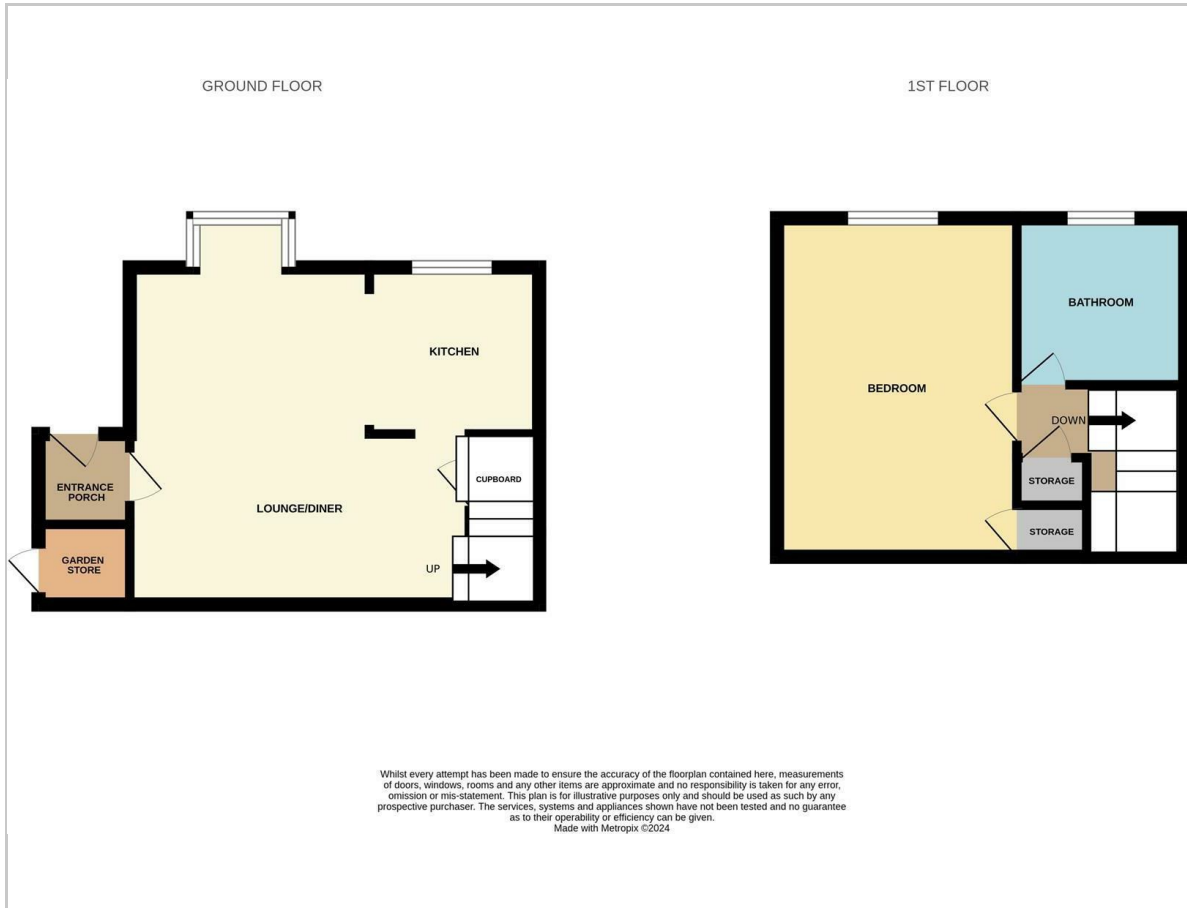 GROUND FLOOR
1ST FLOOR
KITCHEN
CUPBOARD
ENTRANCE
PORCH
LOUNGE/DINER
GARDEN
STORE
UP
BATHROOM
BEDROOM
DOWN
STORAGE
STORAGE
Whilst every attempt has been made to ensure the accuracy of the floorplan contained here, measurements
of doors, windows, rooms and any other items are approximate and no responsibility is taken for any error,
omission or mis-statement. This plan is for illustrative purposes only and should be used as such by any
prospective purchaser. The services, systems and appliances shown have not been tested and no guarantee
as to their operability or efficiency can be given.
Made with Metropix ©2024